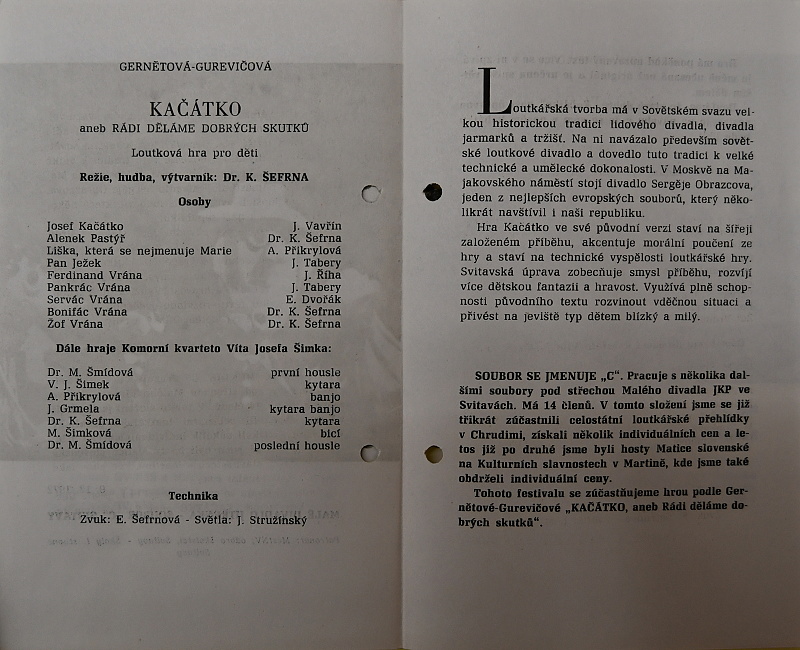 GERNĚTOVÁ-GUREVIČOVÁ
KAČÁTKO
aneb RÁDI DĚLÁME DOBRÝCH SKUTKŮ
Loutková hra pro děti
Režie, hudba, výtvarník: Dr. K. ŠEFRNA
Osoby
Josef Kačátko J. Vavřín
Alenek Pastýř Dr. K. Šefrna
Liška, která se nejmenuje Marie A. Přikrylová
Pan Ježek J. Tabery
Ferdinand Vrána J. Říha
Pankrác Vrána J. Tabery
Servác Vrána E. Dvořák
Bonifác Vrána Dr. K. Šefrna
Žof Vrána Dr. K. Šefrna
Dále hraje Komorní kvarteto Víta Josefa Šimka:
Dr. M. Šmídová první housle
V. J. Šimek kytara
A. Přikrylová banjo
J. Grmela kytara banjo
Dr. K. Šefrna kytara
M. Šimková bicí
Dr. M. Šmídová poslední housle
Technika
Zvuk: E. Šefrnová - Světla: J. Stružínský
Loutkářská tvorba má v Sovětském svazu vel-
kou historickou tradici lidového divadla, divadla
jarmarků a tržišť. Na ni navázalo především sovět-
ské loutkové divadlo a dovedlo tuto tradici k velké
technické a umělecké dokonalosti. V Moskvě na Ma-
jakovského náměstí stojí divadlo Sergěje Obrazcova,
jeden z nejlepších evropských souborů, který něko-
likrát navštívil i naši republiku.
Hra Kačátko ve své původní verzi staví na šířeji
založeném příběhu, akcentuje morální poučení ze
hry a staví na technické vyspělosti loutkářské hry.
Svitavská úprava zobecňuje smysl příběhu, rozvíjí
více dětskou fantazii a hravost. Využívá plně schop-
nosti původního textu rozvinout vděčnou situaci a
přivést na jeviště typ dětem blízký a milý.
SOUBOR SE JMENUJE „C“. Pracuje s několika dal-
šími soubory pod střechou Malého divadla JKP ve
Svitavách. Má 14 členů. V tomto složení jsme se již
třikrát zúčastnili celostátní loutkářské přehlídky
v Chrudimi, získali několik individuálních cen a le-
tos již po druhé jsme byli hosty Matice slovenské
na Kulturních slavnostech v Martině, kde jsme také
obdrželi individuální ceny.
Tohoto festivalu se zúčastňujeme hrou podle Ger-
nětové-Gurevičové „KAČÁTKO, aneb Rádi děláme do-
brých skutků“.